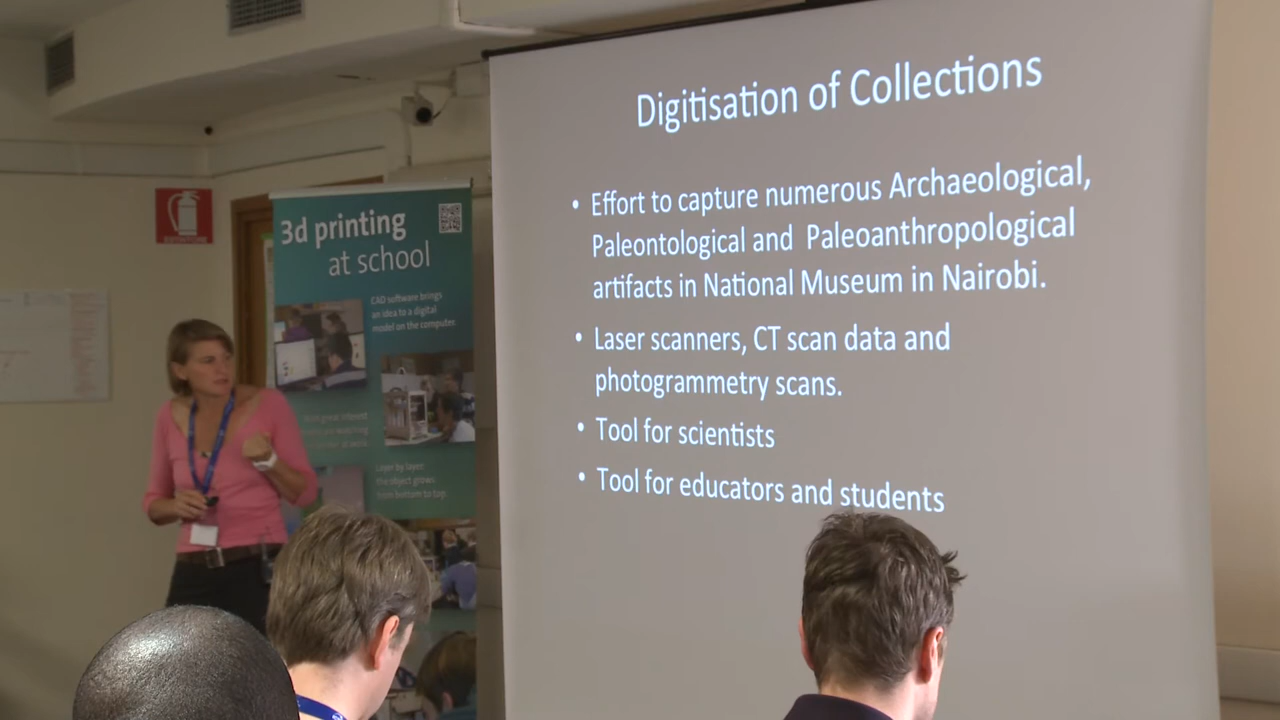 Digitisation of Collections
• Effort to capture numerous Archaeological,
Paleontological and Paleoanthropological
artifacts in National Museum in Nairobi.
• Laser scanners, CT scan data and
photogrammetry scans.
• Tool for scientists
• Tool for educators and students
3d printing
at school
CAD software brings
an idea to a digital
model on the computer.
Layer by layer
the object grows
from bottom to top
ESTINTORE